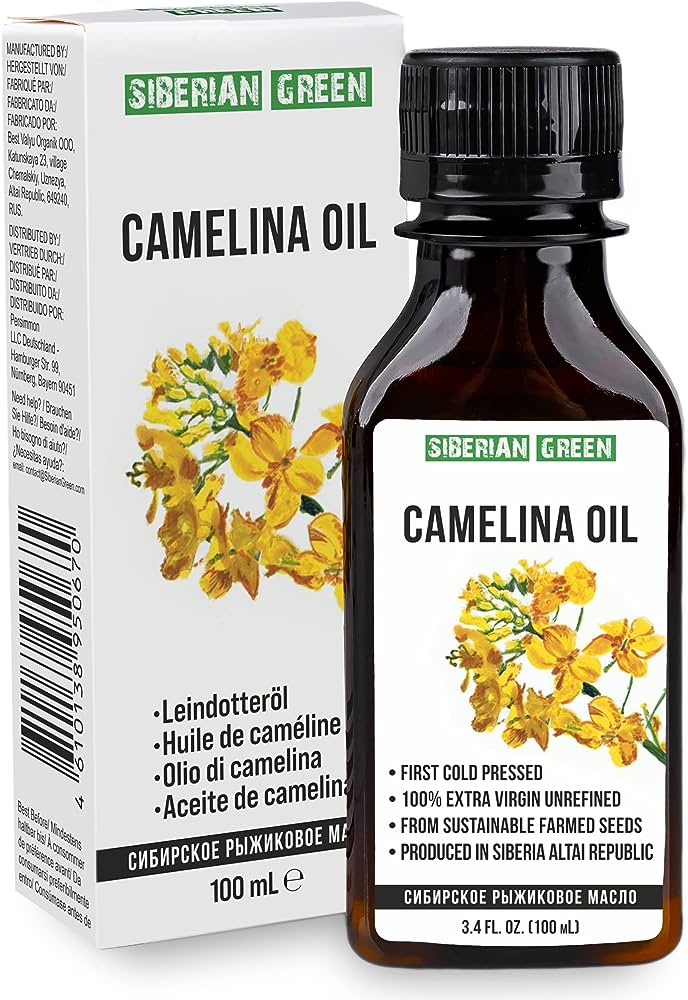 SIBERIAN GREEN
MANUFACTURED BY:/
HERGESTELLT VON:/
FABRIQUÉ PAR:/
FABBRICATO DA:/
FABRICADO POR:
Best Valyu Organik OOO,
Katunskaya 23, village
Chemalskiy, Uznezya,
Altai Republic, 649240,
RUS.
DISTRIBUTED BY:/
VERTRIEB DURCH:/
DISTRIBUÉ PAR:/
DISTRIBUITO DA:/
DISTRIBUIDO POR:
Persimmon
LLC Deutschland -
Hamburger Str. 99,
Nürnberg, Bayern 90451
Need help? / Brauchen
Sie Hilfe?/ Besoin d'aide?/
Ho bisogno di aiuto?/
¿Necesitas ayuda?:
email: contact@SiberianGreen.com
4 610138 950670
Best Before/ Mindestens
haltbar bis/ À consommer
de préférence avant/ Da
consumarsi preferibilmente
entro/ Consúmase antes de
SIBERIAN GREEN
CAMELINA OIL
•Leindotteröl
•Huile de caméline
•Olio di camelina
•Aceite de camelina
СИБИРСКОЕ РЫЖИКОВОЕ МА
100 mL ℮
SIBERIAN GREEN
CAMELINA OIL
• FIRST COLD PRESSED
• 100% EXTRA VIRGIN UNREFINED
• FROM SUSTAINABLE FARMED SEEDS
• PRODUCED IN SIBERIA ALTAI REPUBLIC
СИБИРСКОЕ РЫЖИКОВОЕ МАСЛО
3.4 FL. OZ. (100 mL)